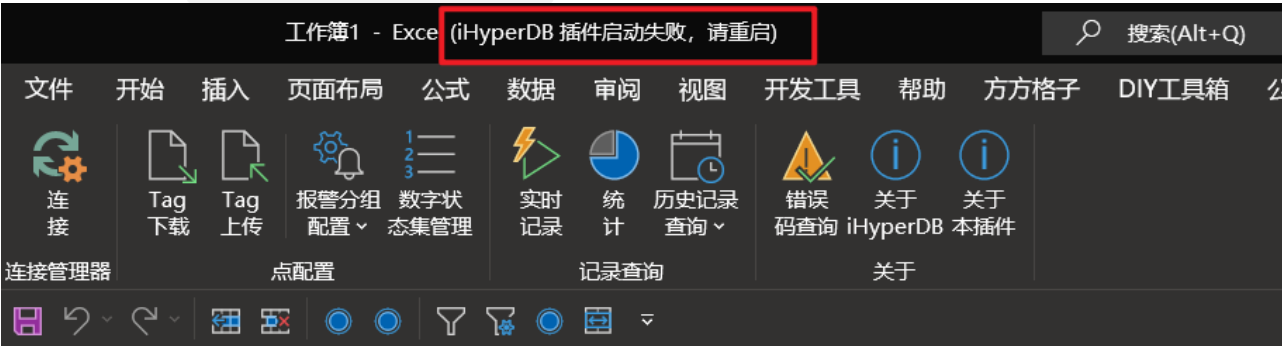 工作簿1 - Exce (iHyperDB 插件启动失败，请重启)
搜索(Alt+Q)
文件 开始 插入 页面布局 公式 数据 审阅 视图 开发工具 帮助 方方格子 DIY工具箱 公
连
接
Tag
下载
Tag
上传
报警分组
配置
1
2
3
数字状
态集管理
实时
记录
统
计
历史记录
查询
错误
码查询
关于
iHyperDB
关于
本插件
连接管理器 点配置 记录查询 关于